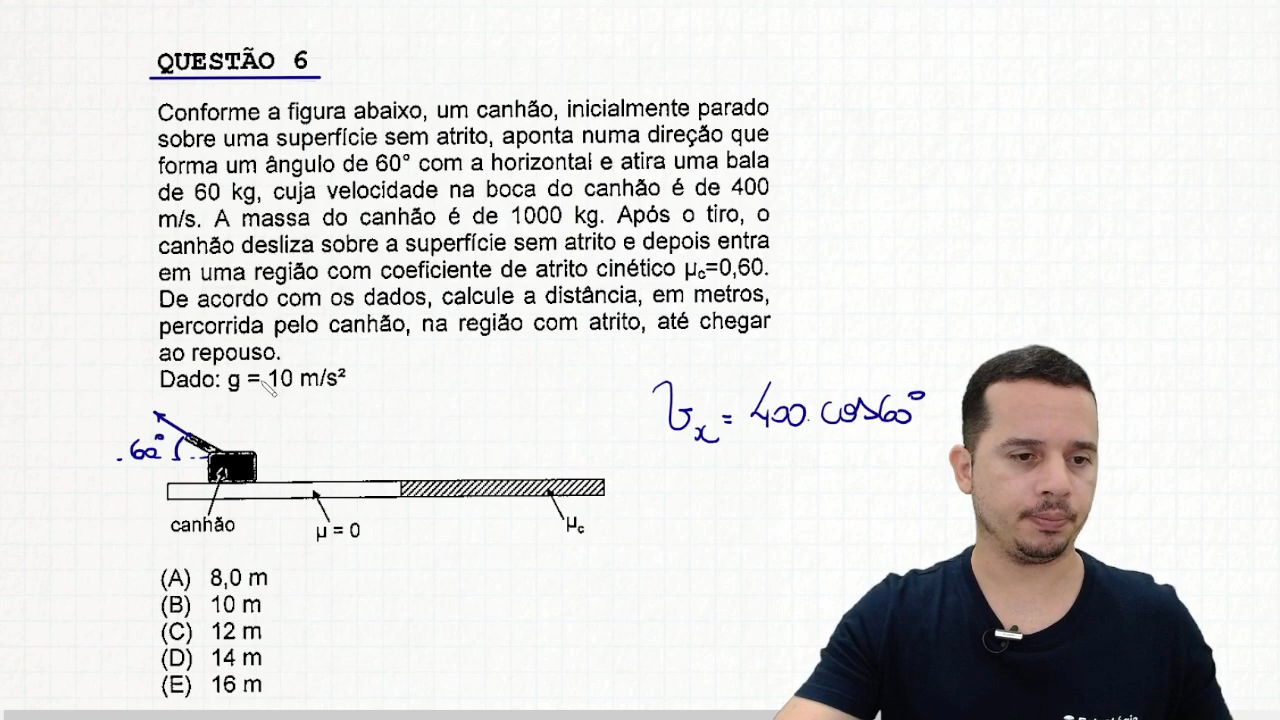 QUESTÃO 6
Conforme a figura abaixo, um canhão, inicialmente parado
sobre uma superfície sem atrito, aponta numa direção que
forma um ângulo de 60° com a horizontal e atira uma bala
de 60 kg, cuja velocidade na boca do canhão é de 400
m/s. A massa do canhão é de 1000 kg. Após o tiro, o
canhão desliza sobre a superfície sem atrito e depois entra
em uma região com coeficiente de atrito cinético μc=0,60.
De acordo com os dados, calcule a distância, em metros,
percorrida pelo canhão, na região com atrito, até chegar
ao repouso.
Dado: g = 10 m/s²
Vx = 400. cos60°
60°
canhão
μ = 0
μc
(A) 8,0 m
(B) 10 m
(C) 12 m
(D) 14 m
(E) 16 m